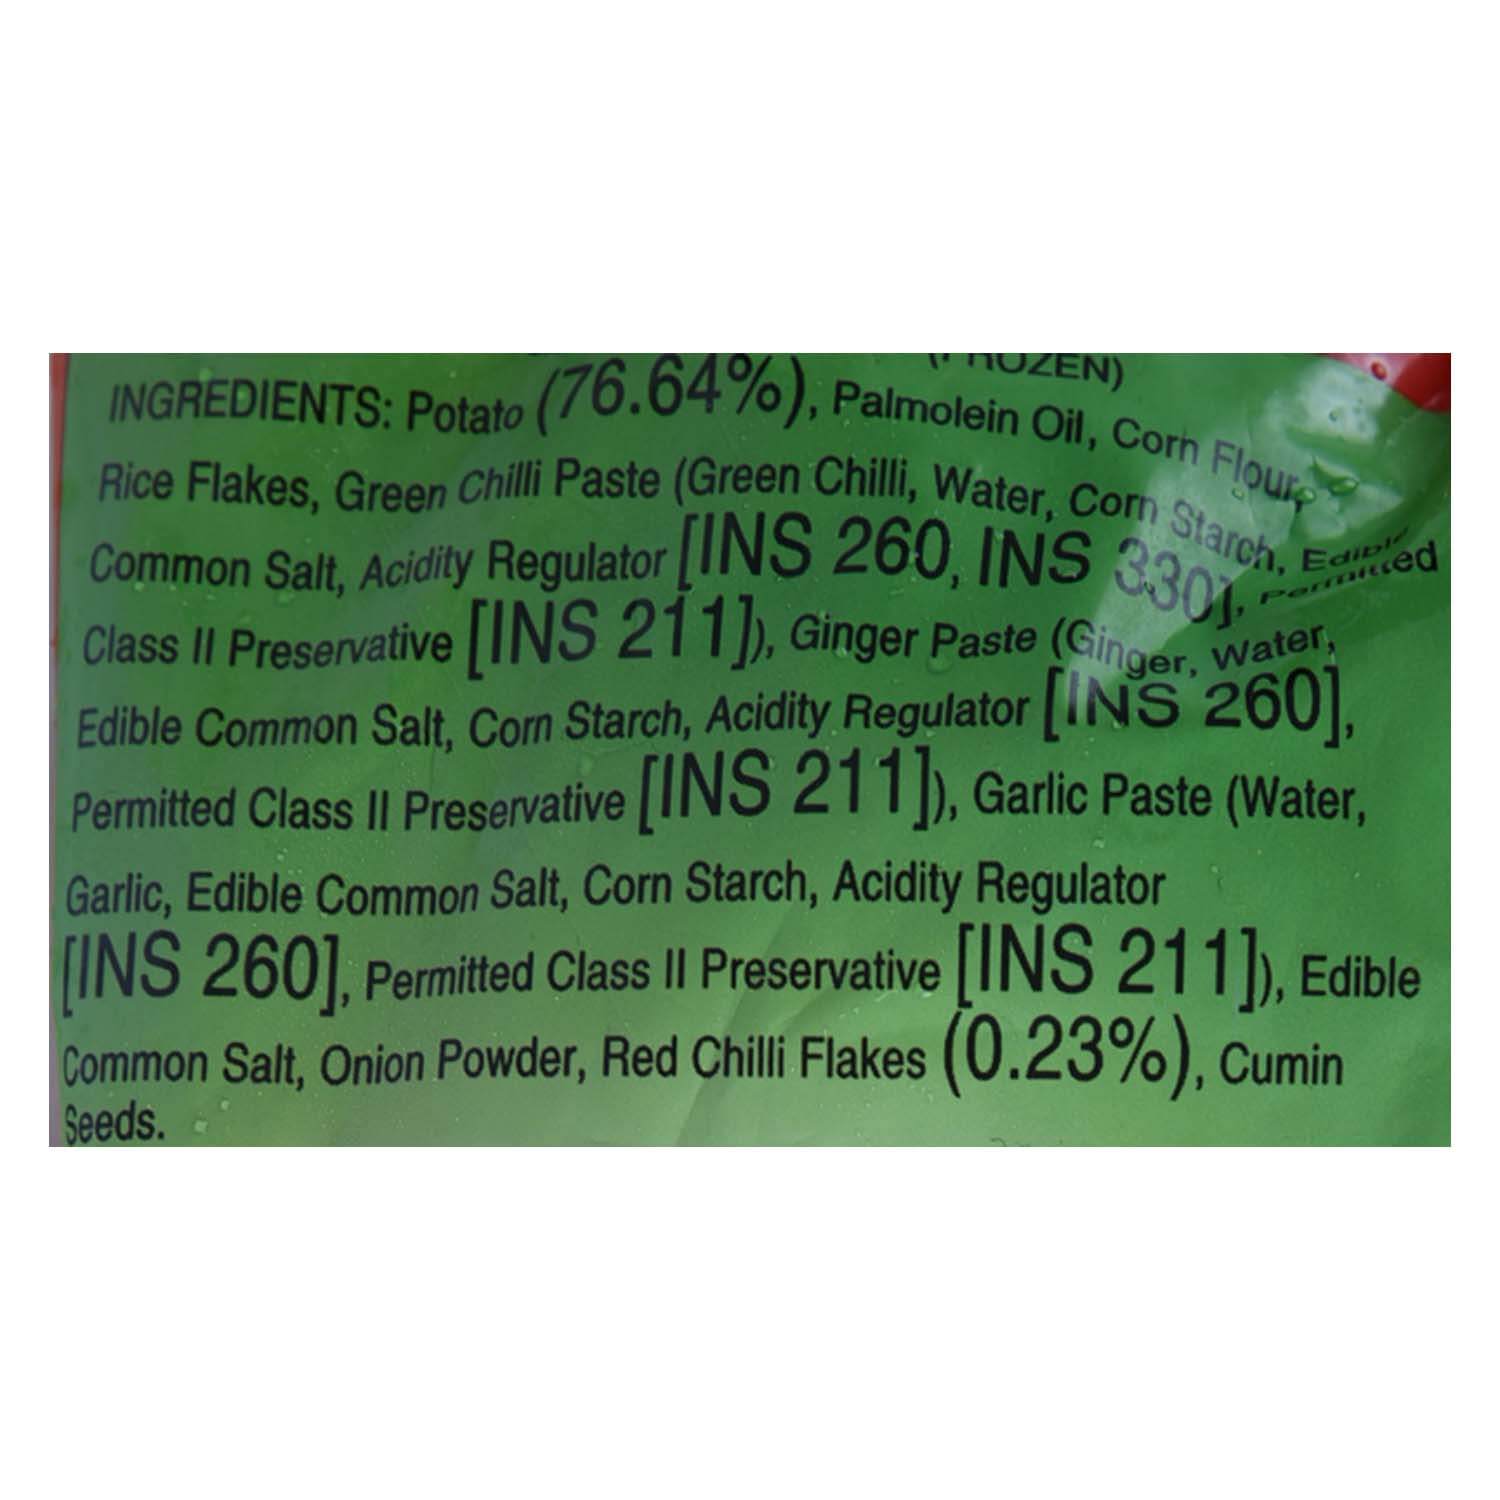 (FROZEN)
INGREDIENTS: Potato (76.64%), Palmolein Oil, Corn Flour,
Rice Flakes, Green Chilli Paste (Green Chilli, Water, Corn Starch, Edible
Common Salt, Acidity Regulator [INS 260, INS 330], Permitted
Class II Preservative [INS 211]), Ginger Paste (Ginger, Water,
Edible Common Salt, Corn Starch, Acidity Regulator [INS 260],
Permitted Class II Preservative [INS 211]), Garlic Paste (Water,
Garlic, Edible Common Salt, Corn Starch, Acidity Regulator
[INS 260], Permitted Class II Preservative [INS 211]), Edible
Common Salt, Onion Powder, Red Chilli Flakes (0.23%), Cumin
Seeds.